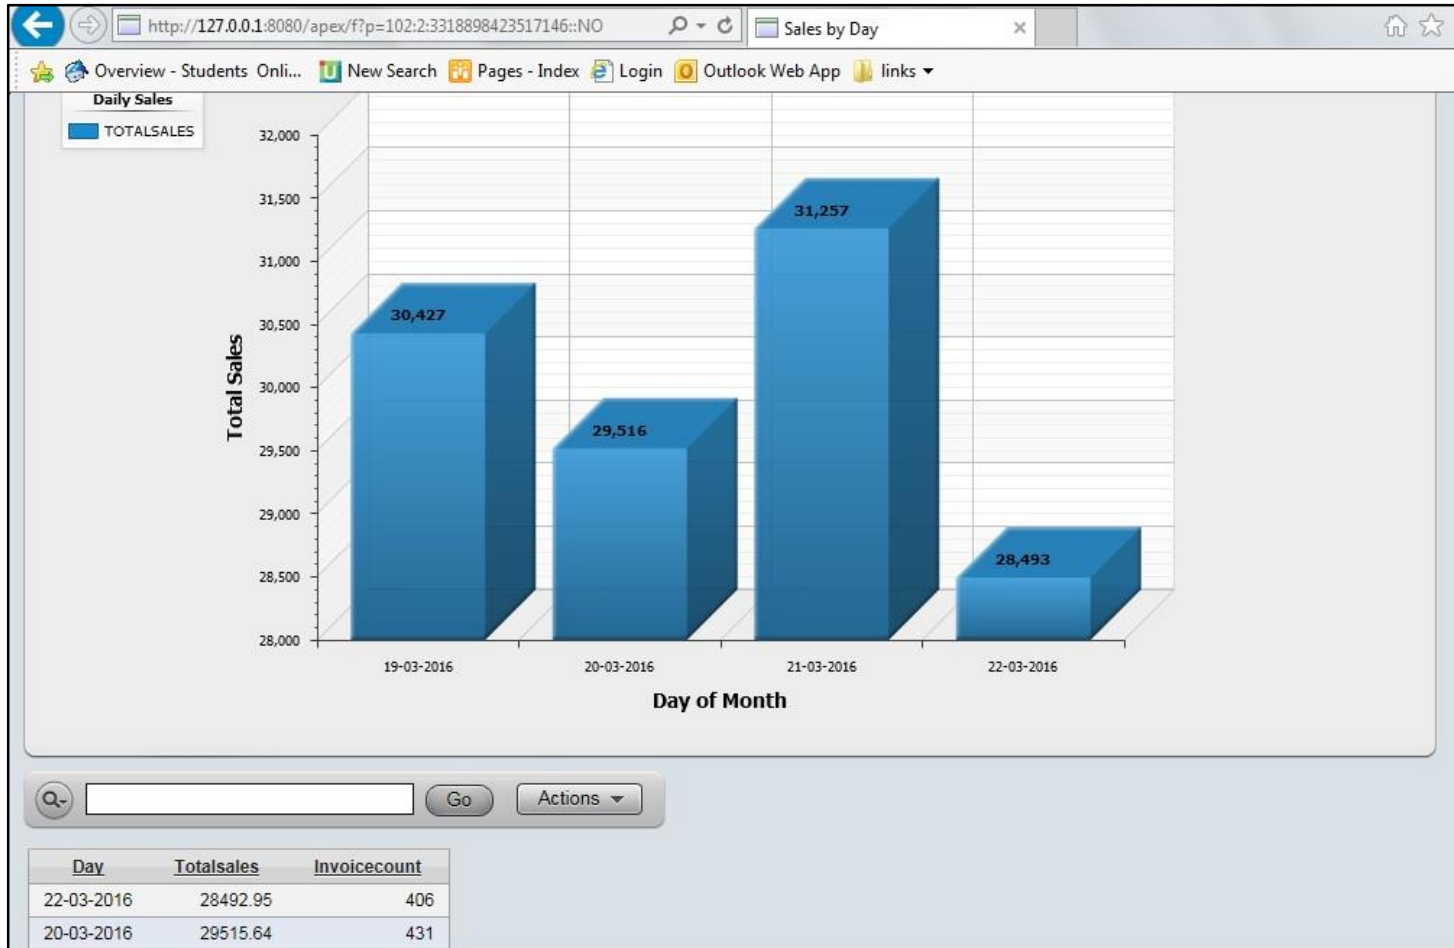 http://127.0.0.1:8080/apex/f?p=102:2:3318898423517146::NO Sales by Day
Overview - Students Onli... New Search Pages - Index Login Outlook Web App links
Daily Sales
TOTALSALES
32,000
31,500
31,000
30,500
30,000
29,500
29,000
28,500
28,000
Total Sales
30,427
29,516
31,257
28,493
19-03-2016 20-03-2016 21-03-2016 22-03-2016
Day of Month
Go Actions
Day Totalsales Invoicecount
22-03-2016 28492.95 406
20-03-2016 29515.64 431